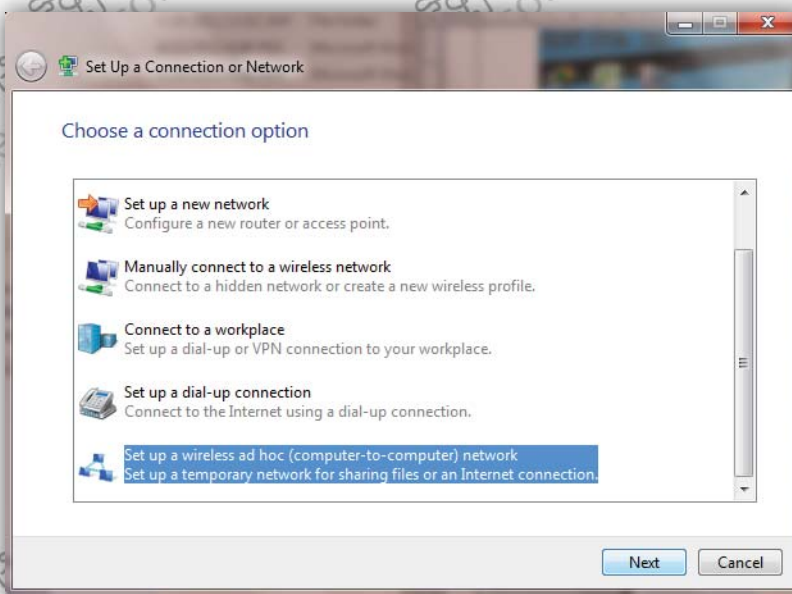 Set Up a Connection or Network
Choose a connection option
Set up a new network
Configure a new router or access point.
Manually connect to a wireless network
Connect to a hidden network or create a new wireless profile.
Connect to a workplace
Set up a dial-up or VPN connection to your workplace.
Set up a dial-up connection
Connect to the Internet using a dial-up connection.
Set up a wireless ad hoc (computer-to-computer) network
Set up a temporary network for sharing files or an Internet connection.
Next
Cancel